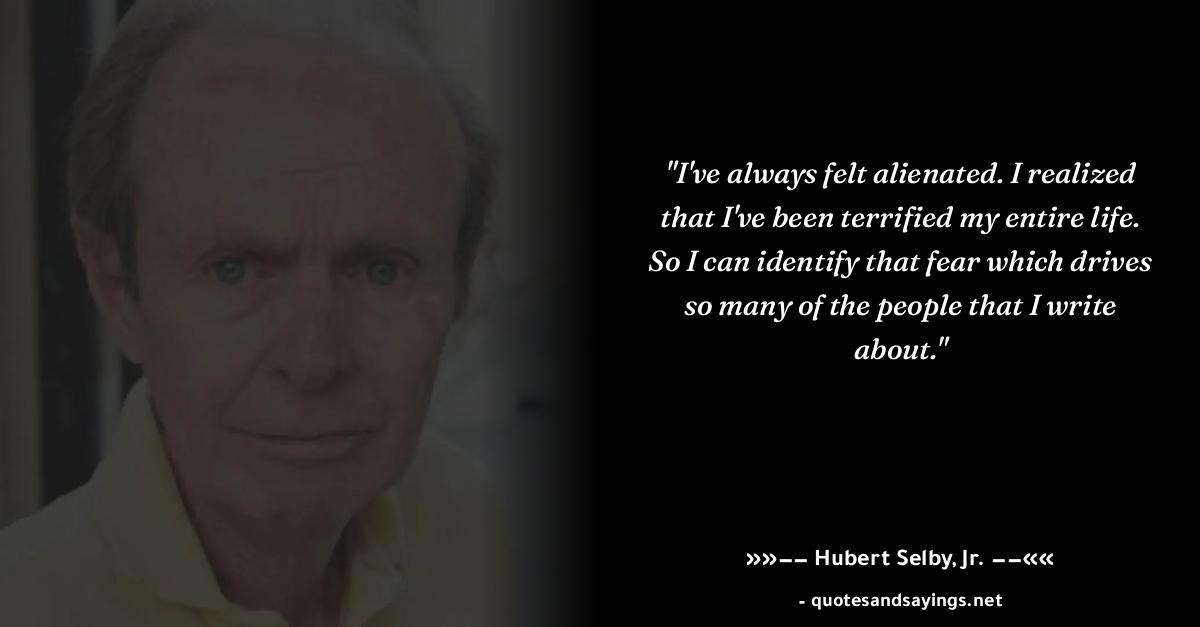 "I've always felt alienated. I realized
that I've been terrified my entire life.
So I can identify that fear which drives
so many of the people that I write
about."
»»−− Hubert Selby, Jr. −−««
- quotesandsayings.net